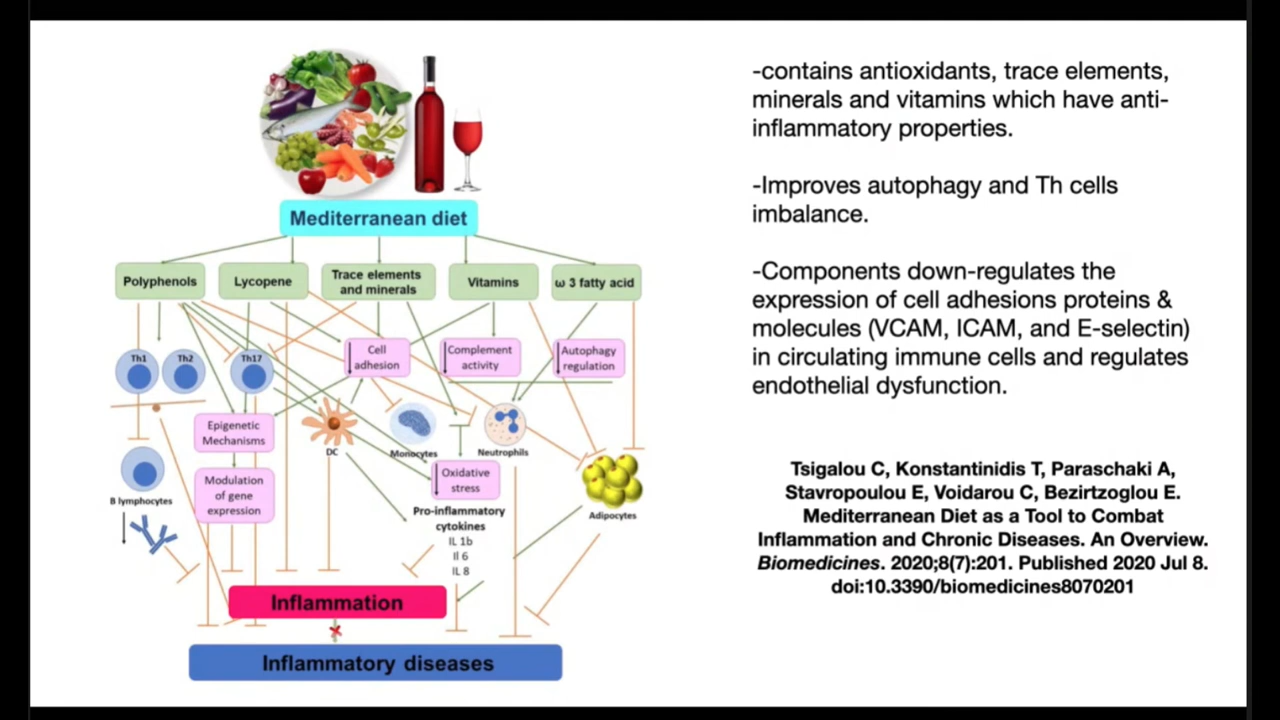 Mediterranean diet
Polyphenols
Lycopene
Trace elements
and minerals
Vitamins
ω 3 fatty acid
Th1
Th2
Th17
Cell
adhesion
Complement
activity
Autophagy
regulation
Epigenetic
Mechanisms
DC
Monocytes
Neutrophils
Modulation
of gene
expression
Oxidative
stress
B lymphocytes
Adipocytes
Pro-inflammatory
cytokines
IL 1b
Il 6
IL 8
Inflammation
Inflammatory diseases
-contains antioxidants, trace elements,
minerals and vitamins which have anti-
inflammatory properties.
-Improves autophagy and Th cells
imbalance.
-Components down-regulates the
expression of cell adhesions proteins &
molecules (VCAM, ICAM, and E-selectin)
in circulating immune cells and regulates
endothelial dysfunction.
Tsigalou C, Konstantinidis T, Paraschaki A,
Stavropoulou E, Voidarou C, Bezirtzoglou E.
Mediterranean Diet as a Tool to Combat
Inflammation and Chronic Diseases. An Overview.
Biomedicines. 2020;8(7):201. Published 2020 Jul 8.
doi:10.3390/biomedicines8070201